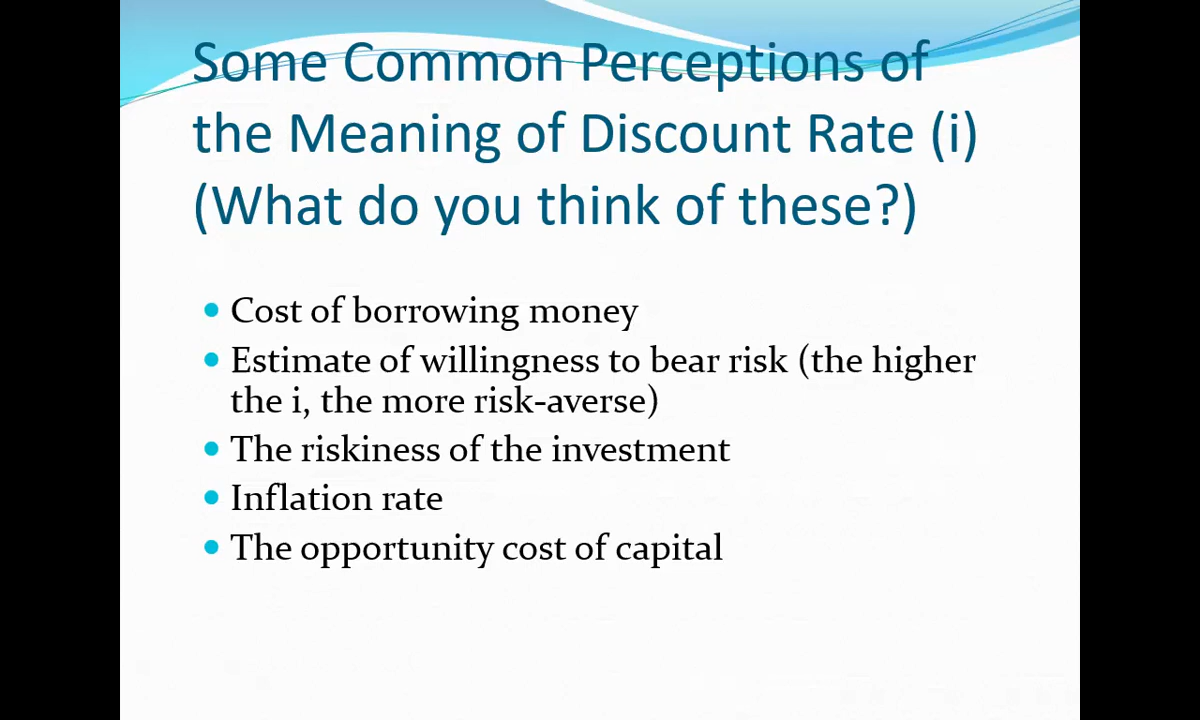 Some Common Perceptions of
the Meaning of Discount Rate (i)
(What do you think of these?)
• Cost of borrowing money
• Estimate of willingness to bear risk (the higher
the i, the more risk-averse)
• The riskiness of the investment
• Inflation rate
• The opportunity cost of capital